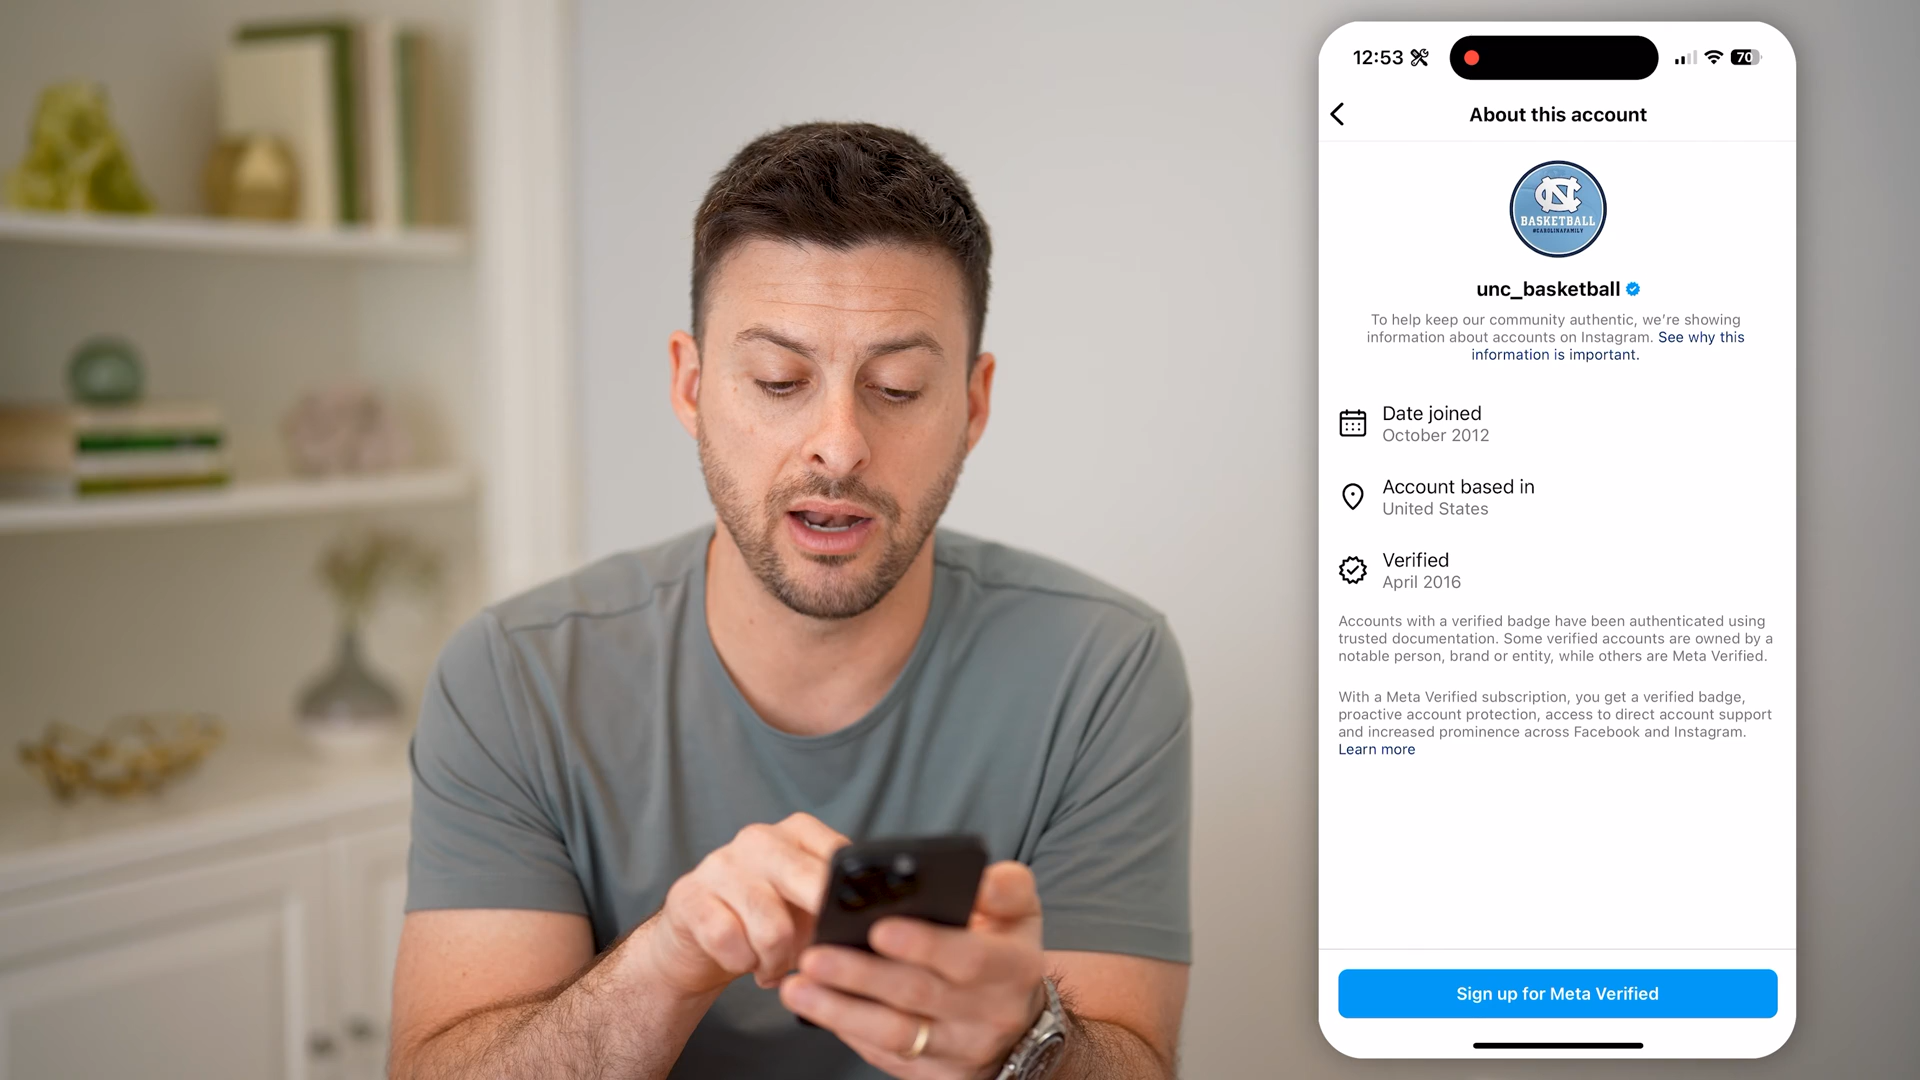 12:53
70
About this account
NC
BASKETBALL
#CAROLINAFAMILY
unc_basketball
To help keep our community authentic, we're showing
information about accounts on Instagram. See why this
information is important.
Date joined
October 2012
Account based in
United States
Verified
April 2016
Accounts with a verified badge have been authenticated using
trusted documentation. Some verified accounts are owned by a
notable person, brand or entity, while others are Meta Verified.
With a Meta Verified subscription, you get a verified badge,
proactive account protection, access to direct account support
and increased prominence across Facebook and Instagram.
Learn more
Sign up for Meta Verified